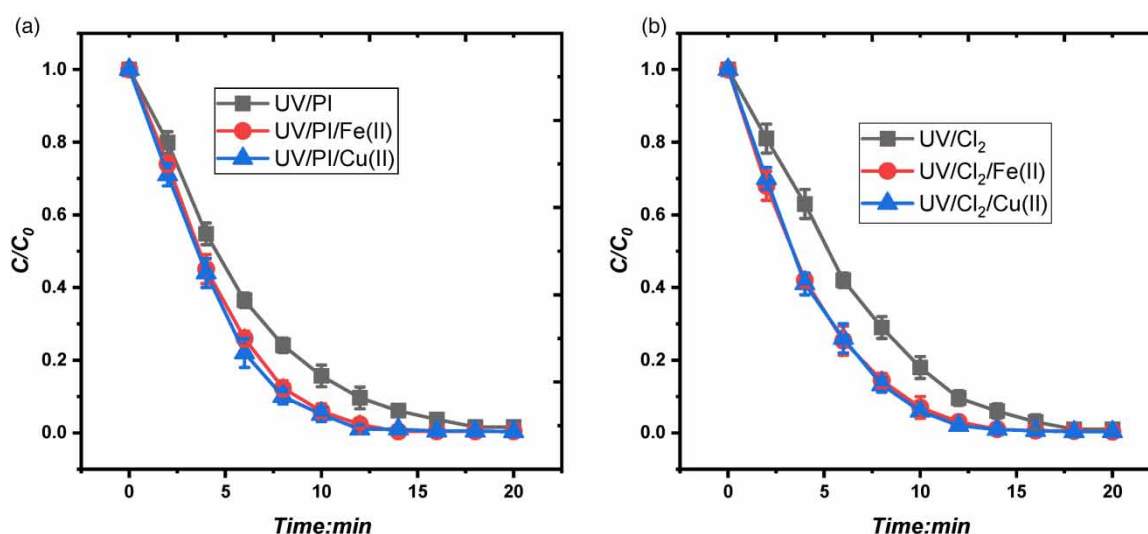 (a)
1.0
0.8
0.6
0.4
0.2
0.0
C/C₀
UV/PI
UV/PI/Fe(II)
UV/PI/Cu(II)
0 5 10 15 20
Time:min
(b)
1.0
0.8
0.6
0.4
0.2
0.0
C/C₀
UV/Cl₂
UV/Cl₂/Fe(II)
UV/Cl₂/Cu(II)
0 5 10 15 20
Time:min